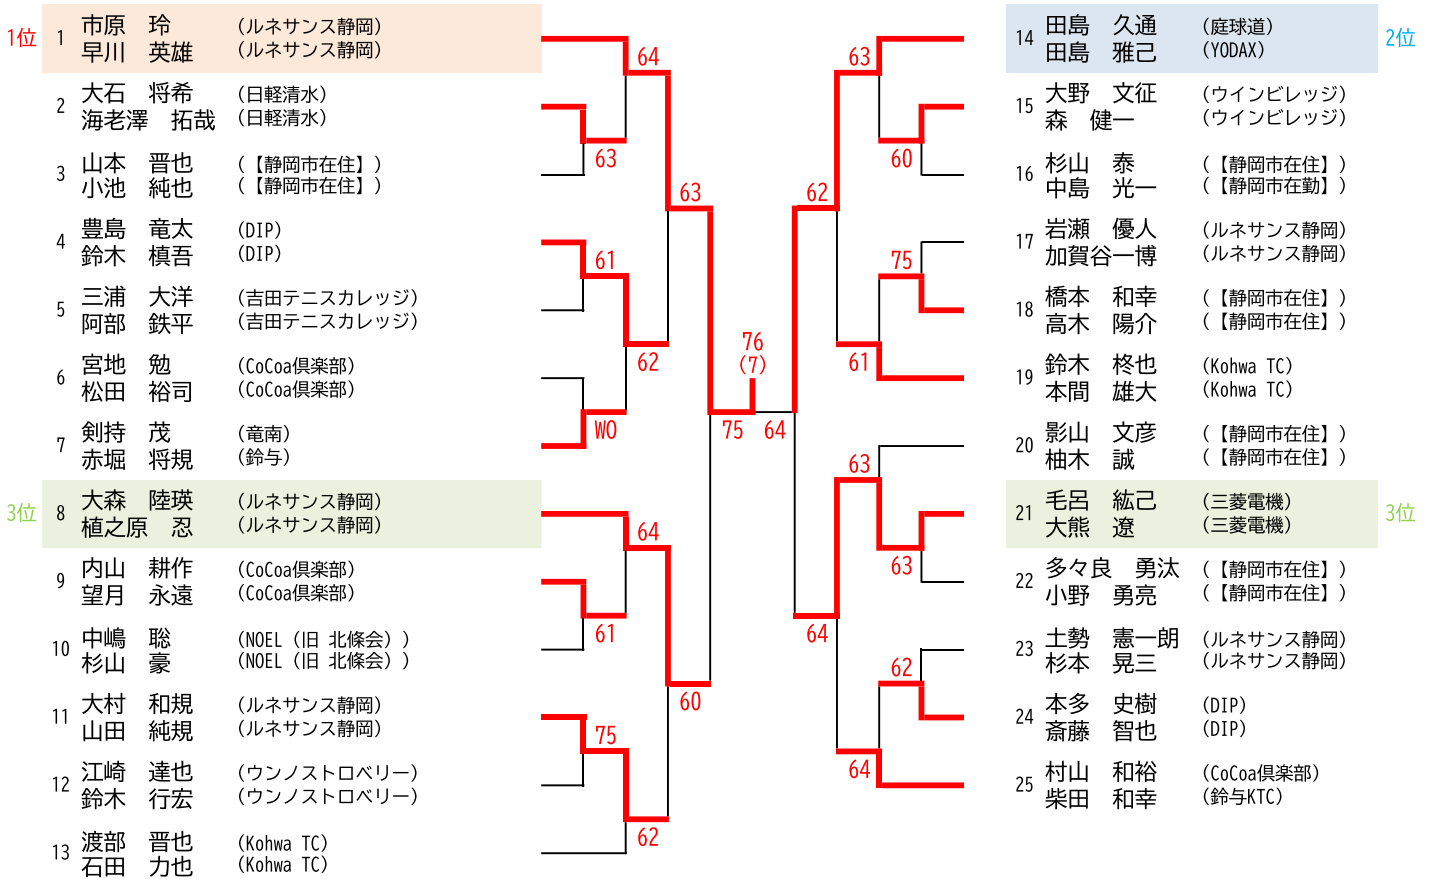 1位
1
市原　玲 (ルネサンス静岡)
早川　英雄 (ルネサンス静岡)
2
大石　将希 (日軽清水)
海老澤　拓哉 (日軽清水)
3
山本　晋也 (【静岡市在住】)
小池　純也 (【静岡市在住】)
4
豊島　竜太 (DIP)
鈴木　槙吾 (DIP)
5
三浦　大洋 (吉田テニスカレッジ)
阿部　鉄平 (吉田テニスカレッジ)
6
宮地　勉 (CoCoa倶楽部)
松田　裕司 (CoCoa倶楽部)
7
剣持　茂 (竜南)
赤堀　将規 (鈴与)
3位
8
大森　陸瑛 (ルネサンス静岡)
植之原　忍 (ルネサンス静岡)
9
内山　耕作 (CoCoa倶楽部)
望月　永遠 (CoCoa倶楽部)
10
中嶋　聡 (NOEL（旧 北條会）)
杉山　豪 (NOEL（旧 北條会）)
11
大村　和規 (ルネサンス静岡)
山田　純規 (ルネサンス静岡)
12
江崎　達也 (ウンノストロベリー)
鈴木　行宏 (ウンノストロベリー)
13
渡部　晋也 (Kohwa TC)
石田　力也 (Kohwa TC)
64
63
63
61
62
WO
64
61
60
75
62
76
(7)
75
64
63
60
62
75
61
63
63
64
62
64
2位
14
田島　久通 (庭球道)
田島　雅己 (YODAX)
15
大野　文征 (ウインビレッジ)
森　健一 (ウインビレッジ)
16
杉山　泰 (【静岡市在住】)
中島　光一 (【静岡市在勤】)
17
岩瀬　優人 (ルネサンス静岡)
加賀谷一博 (ルネサンス静岡)
18
橋本　和幸 (【静岡市在住】)
高木　陽介 (【静岡市在住】)
19
鈴木　柊也 (Kohwa TC)
本間　雄大 (Kohwa TC)
20
影山　文彦 (【静岡市在住】)
柚木　誠 (【静岡市在住】)
3位
21
毛呂　紘己 (三菱電機)
大熊　遼 (三菱電機)
22
多々良　勇汰 (【静岡市在住】)
小野　勇亮 (【静岡市在住】)
23
土勢　憲一朗 (ルネサンス静岡)
杉本　晃三 (ルネサンス静岡)
24
本多　史樹 (DIP)
斎藤　智也 (DIP)
25
村山　和裕 (CoCoa倶楽部)
柴田　和幸 (鈴与KTC)